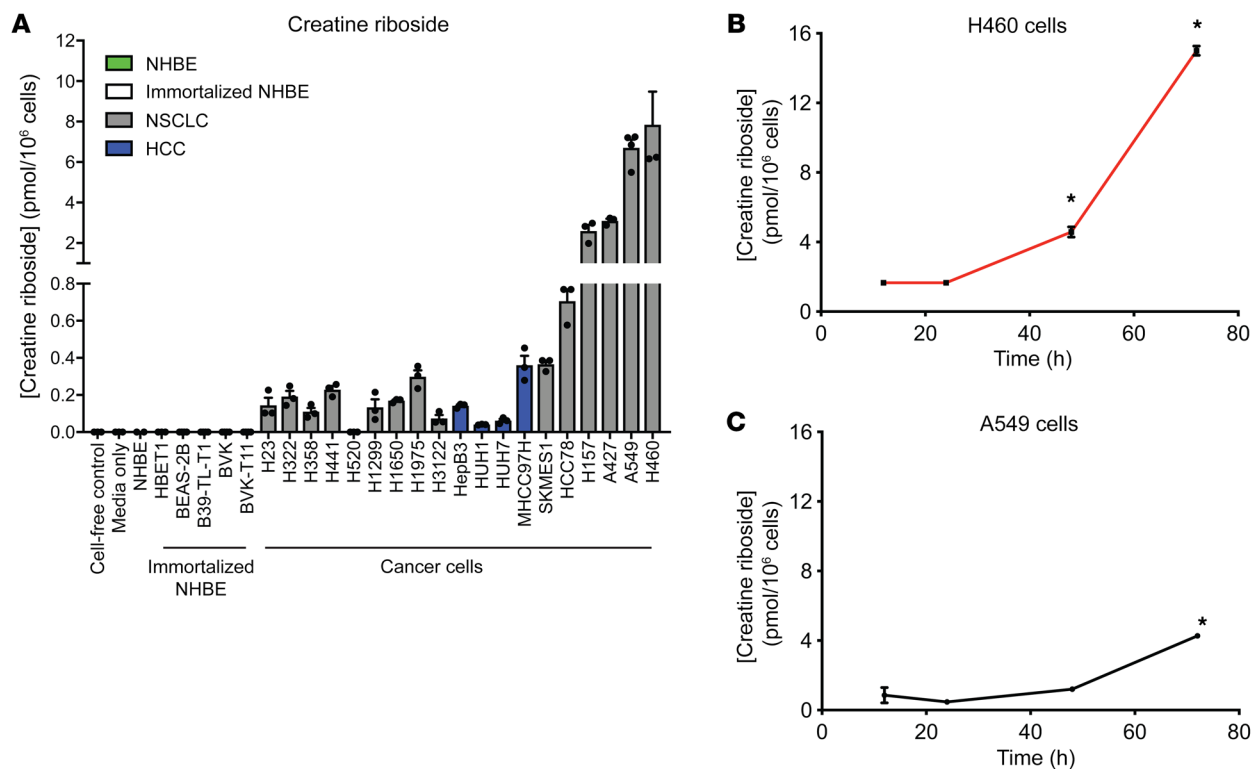 A
Creatine riboside
[Creatine riboside] (pmol/10⁶ cells)
12
10
8
6
4
2
0.8
0.6
0.4
0.2
0.0
NHBE
Immortalized NHBE
NSCLC
HCC
Cell-free control
Media only
NHBE
HBET1
BEAS-2B
B39-TL-T1
BVK
BVK-T11
H23
H322
H358
H441
H520
H1299
H1650
H1975
H3122
HepB3
HUH1
HUH7
MHCC97H
SKMES1
HCC78
H157
A427
A549
H460
Immortalized
NHBE
Cancer cells
B
H460 cells
[Creatine riboside]
(pmol/10⁶ cells)
16
12
8
4
0
*
*
0 20 40 60 80
Time (h)
C
A549 cells
[Creatine riboside]
(pmol/10⁶ cells)
16
12
8
4
0
*
0 20 40 60 80
Time (h)